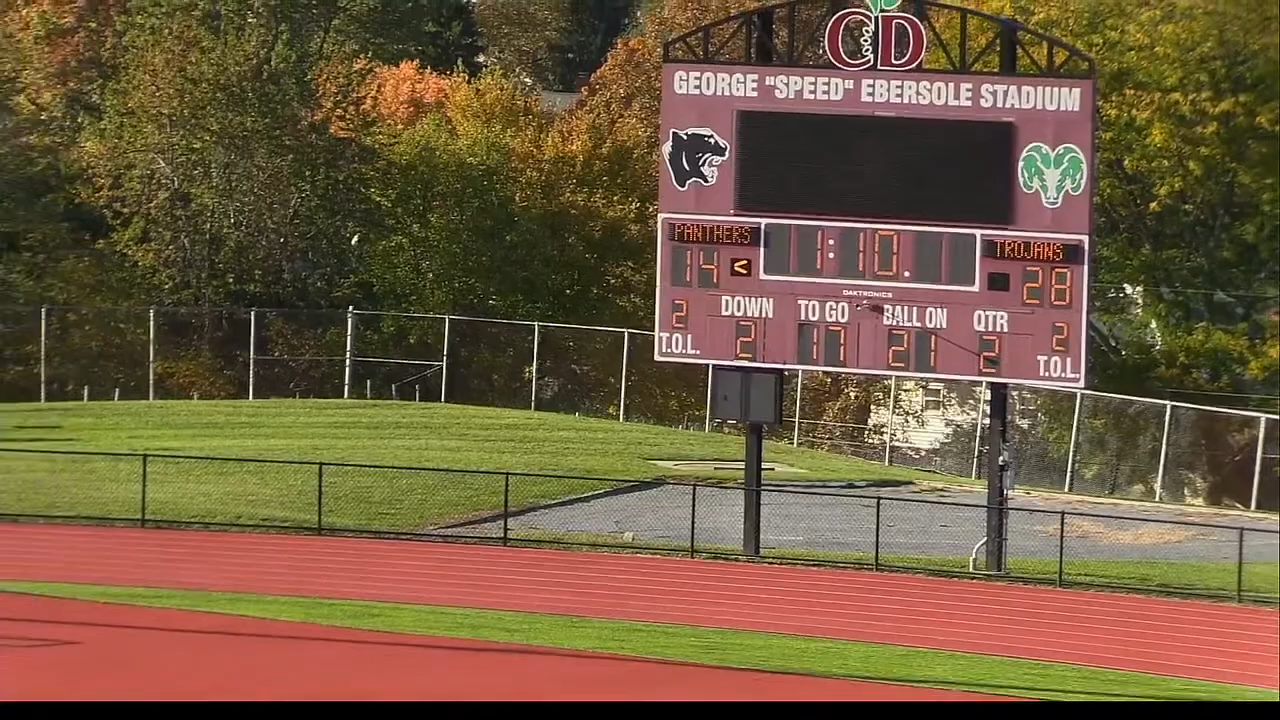 CD
GEORGE "SPEED" EBERSOLE STADIUM
PANTHERS 1:10. TROJANS
14 < 28
DAKTRONICS
2 DOWN TO GO BALL ON QTR 2
T.O.L. 2 17 21 2 T.O.L.